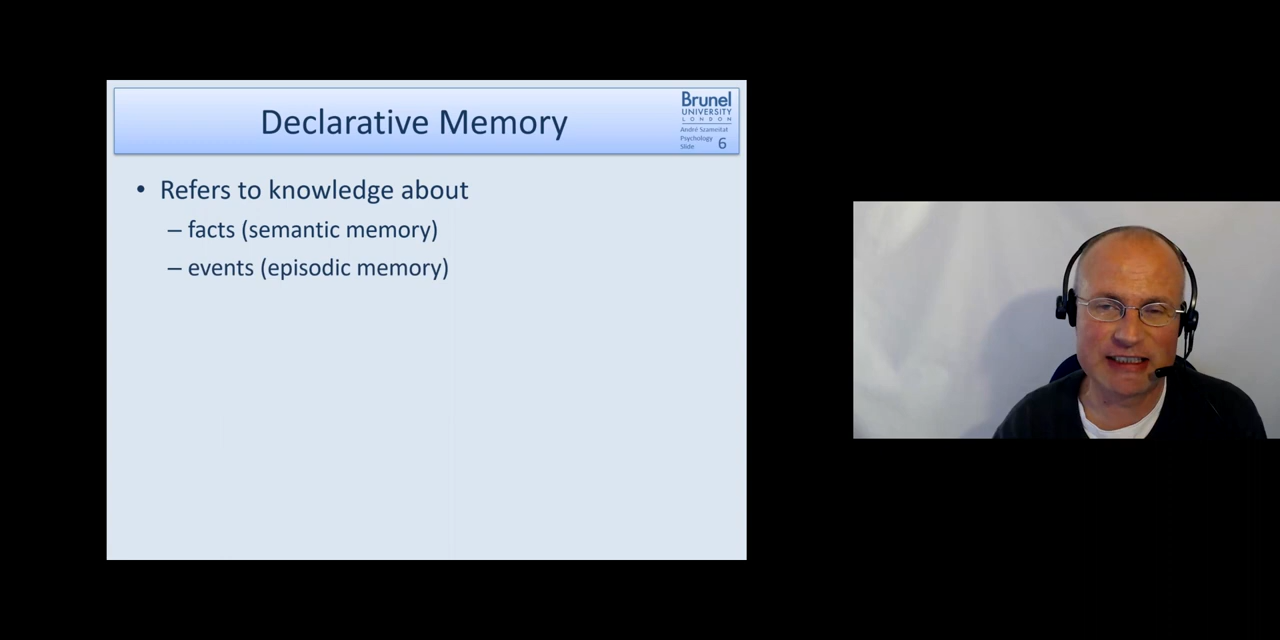 Declarative Memory
Brunel
UNIVERSITY
LONDON
André Szameitat
Psychology
Slide 6
• Refers to knowledge about
– facts (semantic memory)
– events (episodic memory)